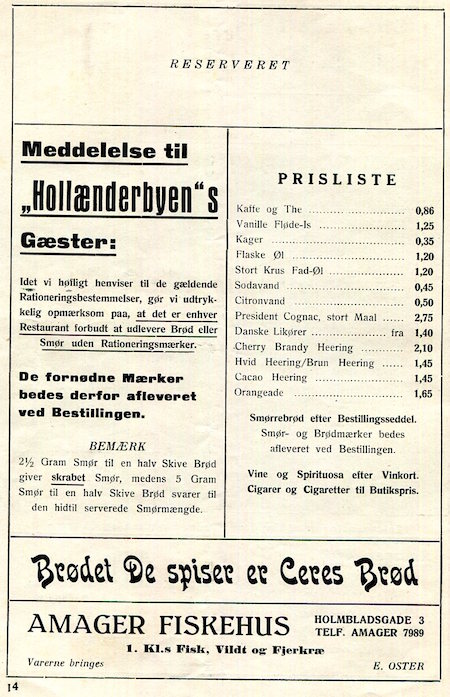 RESERVERET
Meddelelse til
„Hollænderbyen“s
Gæster:
Idet vi høfligt henviser til de gældende
Rationeringsbestemmelser, gør vi udtryk-
kelig opmærksom paa, at det er enhver
Restaurant forbudt at udlevere Brød eller
Smør uden Rationeringsmærker.
De fornødne Mærker
bedes derfor afleveret
ved Bestillingen.
BEMÆRK
2½ Gram Smør til en halv Skive Brød
giver skrabet Smør, medens 5 Gram
Smør til en halv Skive Brød svarer til
den hidtil serverede Smørmængde.
PRISLISTE
Kaffe og The ........................ 0,86
Vanille Fløde-Is ..................... 1,25
Kager ................................ 0,35
Flaske Øl ............................ 1,20
Stort Krus Fad-Øl .................... 1,20
Sodavand ............................. 0,45
Citronvand ........................... 0,50
President Cognac, stort Maal ...... 2,75
Danske Likører ............... fra 1,40
Cherry Brandy Heering ............. 2,10
Hvid Heering/Brun Heering ...... 1,45
Cacao Heering ....................... 1,45
Orangeade ........................... 1,65
Smørrebrød efter Bestillingsseddel.
Smør- og Brødmærker bedes
afleveret ved Bestillingen.
Vine og Spirituosa efter Vinkort.
Cigarer og Cigaretter til Butikspris.
Brødet De spiser er Ceres Brød
AMAGER FISKEHUS
HOLMBLADSGADE 3
TELF. AMAGER 7989
1. Kl.s Fisk, Vildt og Fjerkræ
Varerne bringes
E. OSTER
14